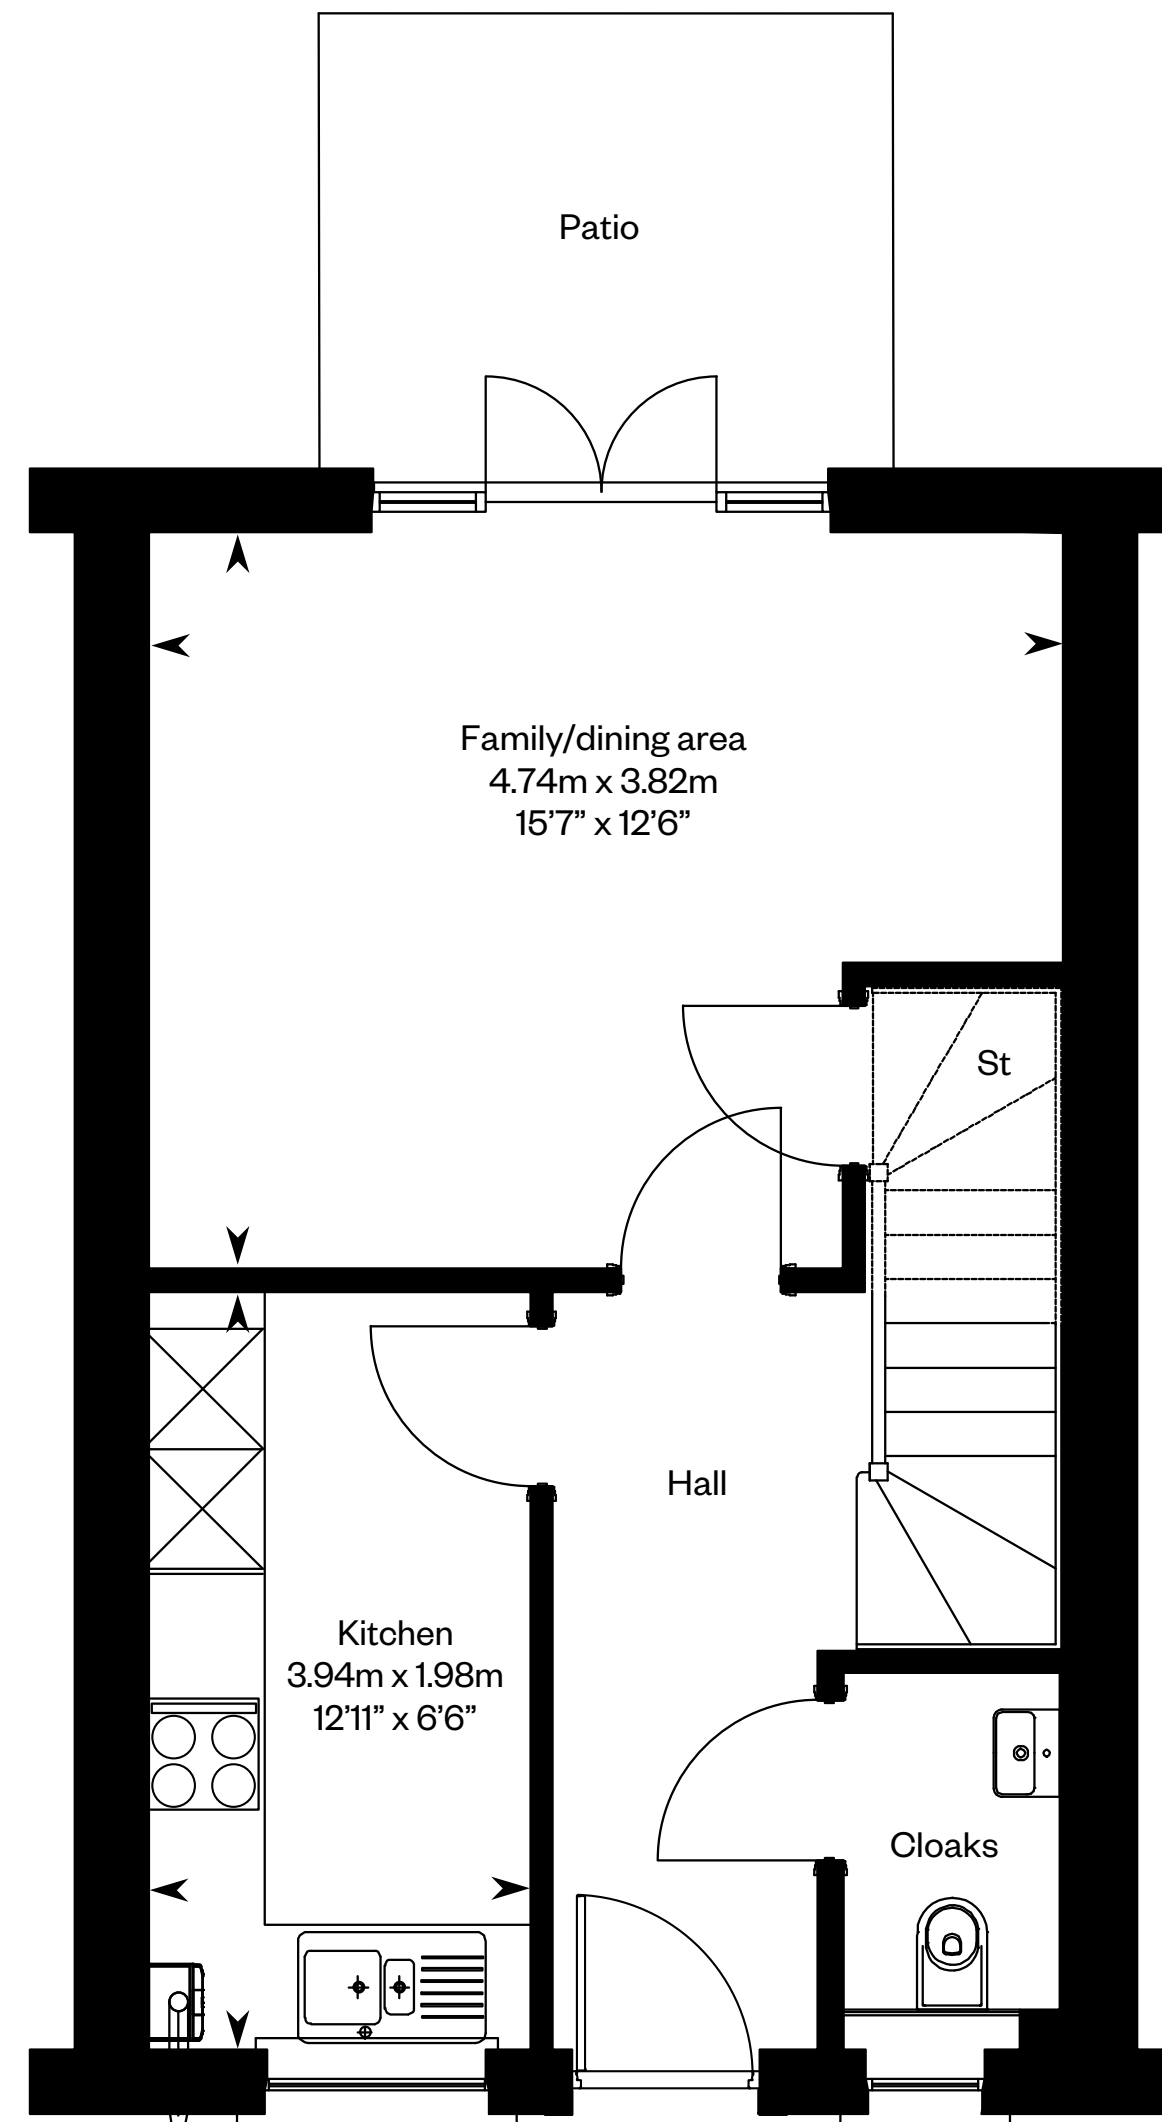 Patio
Family/dining area
4.74m x 3.82m
15’7” x 12’6”
St
Hall
Kitchen
3.94m x 1.98m
12’11” x 6’6”
Cloaks